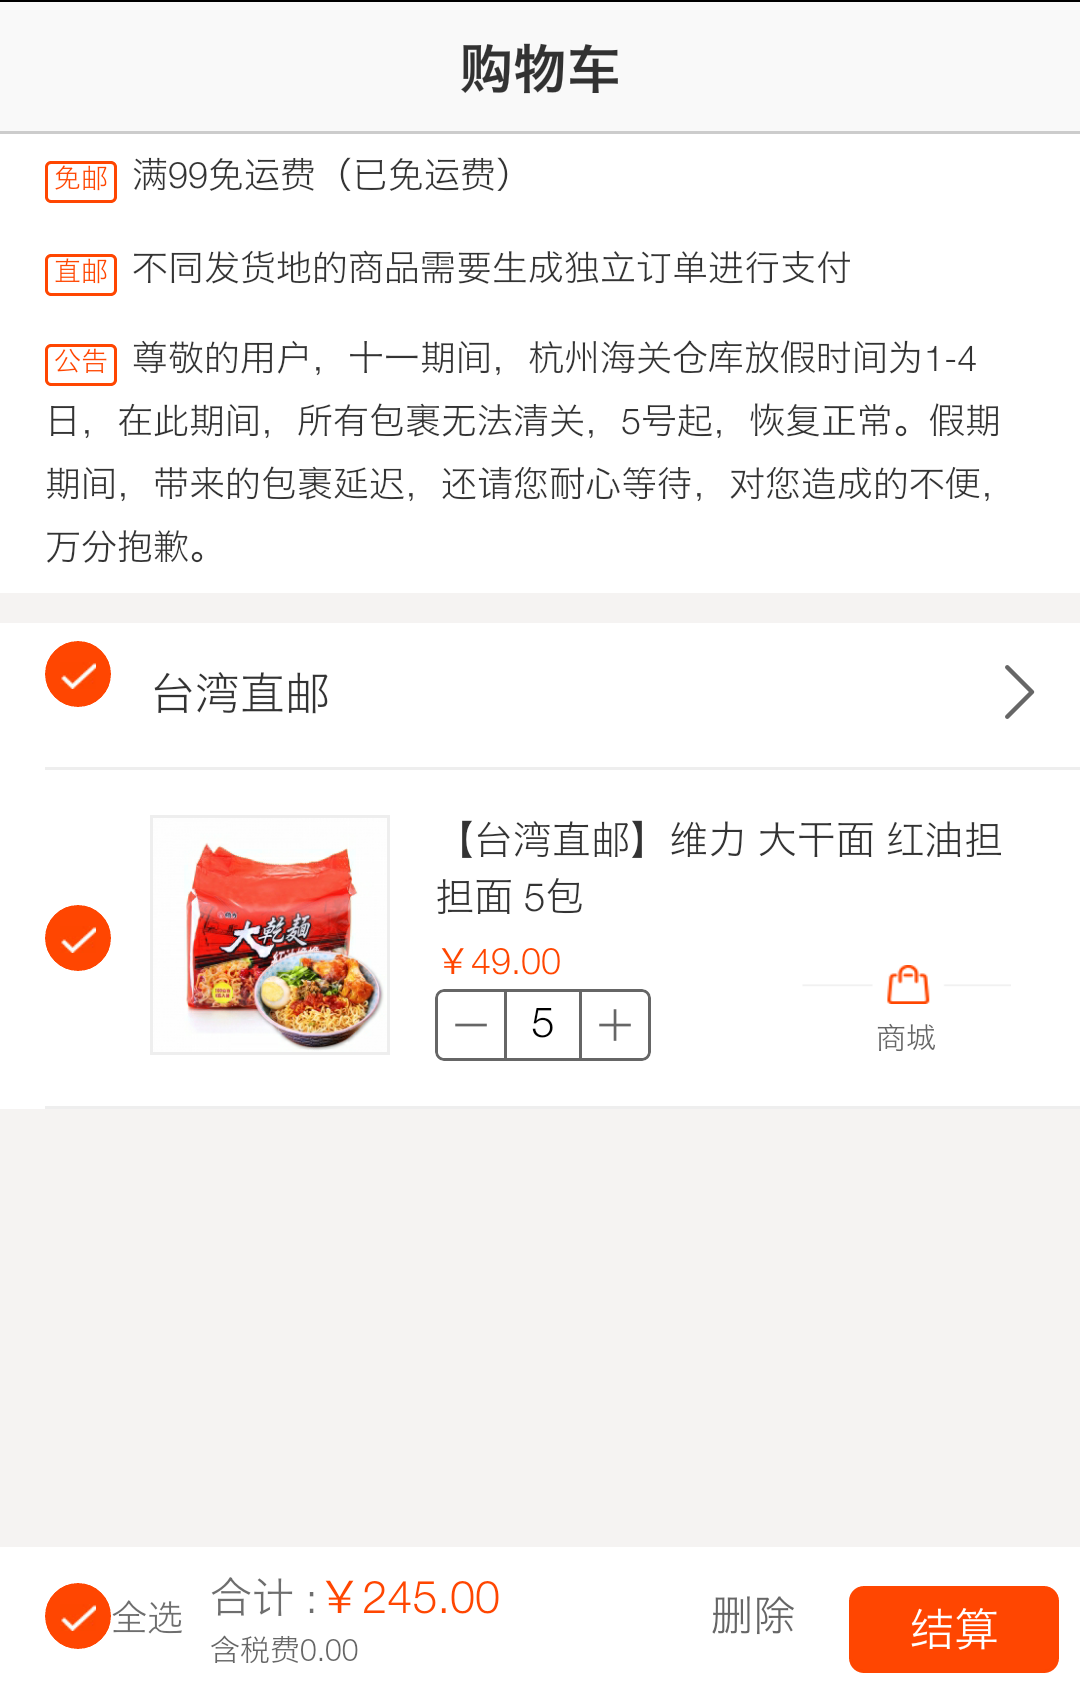 购物车
免邮 满99免运费（已免运费）
直邮 不同发货地的商品需要生成独立订单进行支付
公告 尊敬的用户，十一期间，杭州海关仓库放假时间为1-4
日，在此期间，所有包裹无法清关，5号起，恢复正常。假期
期间，带来的包裹延迟，还请您耐心等待，对您造成的不便，
万分抱歉。
台湾直邮
【台湾直邮】维力 大干面 红油担
担面 5包
￥49.00
5
商城
大乾麵
全选
合计 :￥245.00
含税费0.00
删除
结算